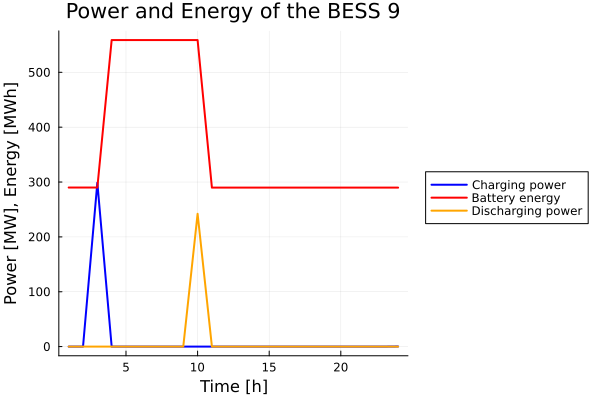 Power and Energy of the BESS 9
Power [MW], Energy [MWh]
500
400
300
200
100
0
5
10
15
20
Time [h]
Charging power
Battery energy
Discharging power